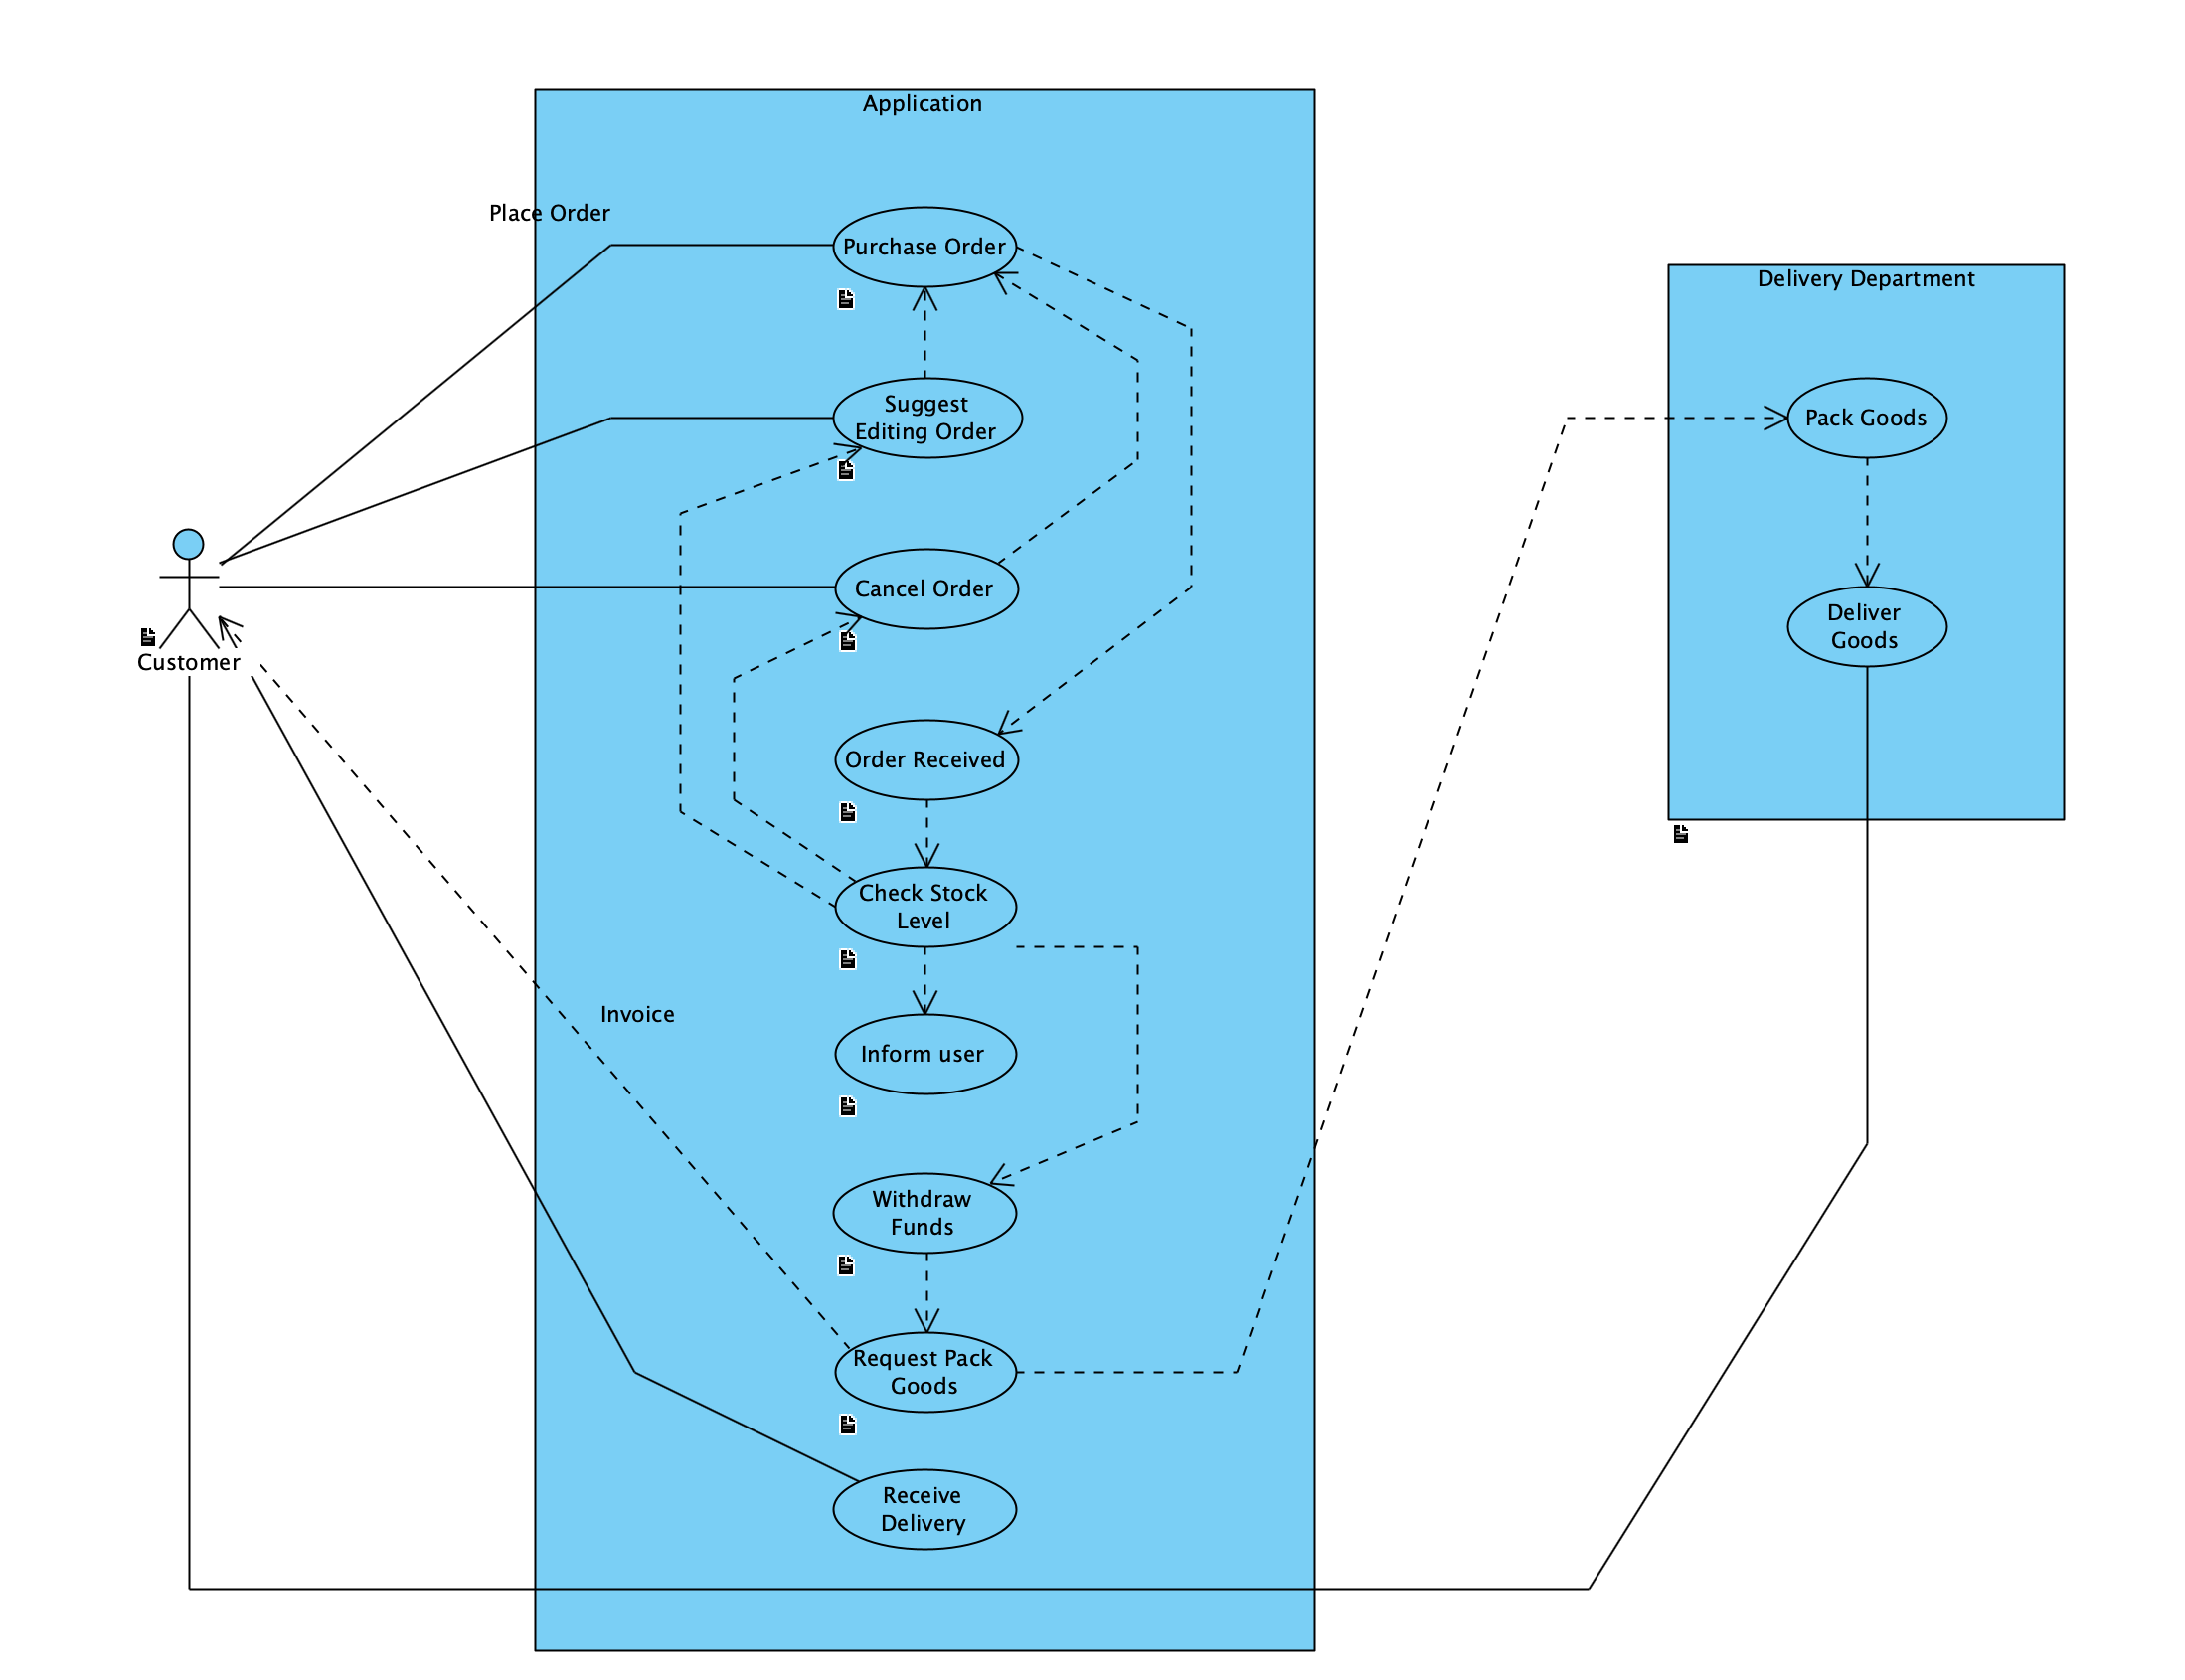 Application
Place Order
Purchase Order
Delivery Department
Suggest
Editing Order
Pack Goods
Cancel Order
Deliver
Goods
Customer
Order Received
Check Stock
Level
Invoice
Inform user
Withdraw
Funds
Request Pack
Goods
Receive
Delivery